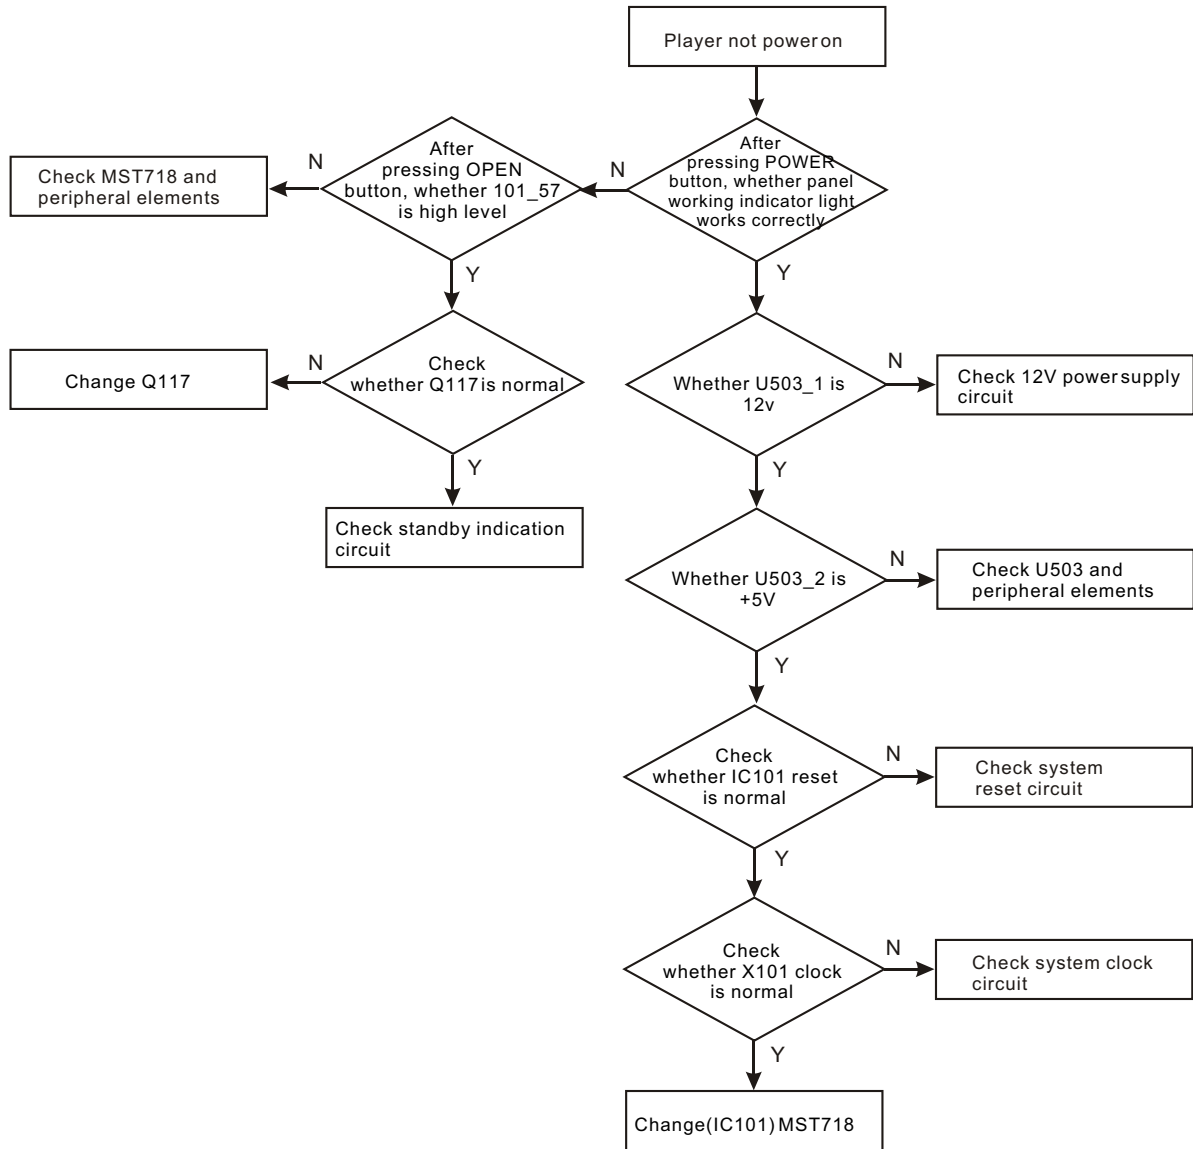 Player not power on
After
pressing POWER
button, whether panel
working indicator light
works correctly
N
After
pressing OPEN
button, whether 101_57
is high level
N
Check MST718 and
peripheral elements
Y
Check
whether Q117 is normal
N
Change Q117
Y
Check standby indication
circuit
Y
Whether U503_1 is
12v
N
Check 12V power supply
circuit
Y
Whether U503_2 is
+5V
N
Check U503 and
peripheral elements
Y
Check
whether IC101 reset
is normal
N
Check system
reset circuit
Y
Check
whether X101 clock
is normal
N
Check system clock
circuit
Y
Change(IC101) MST718